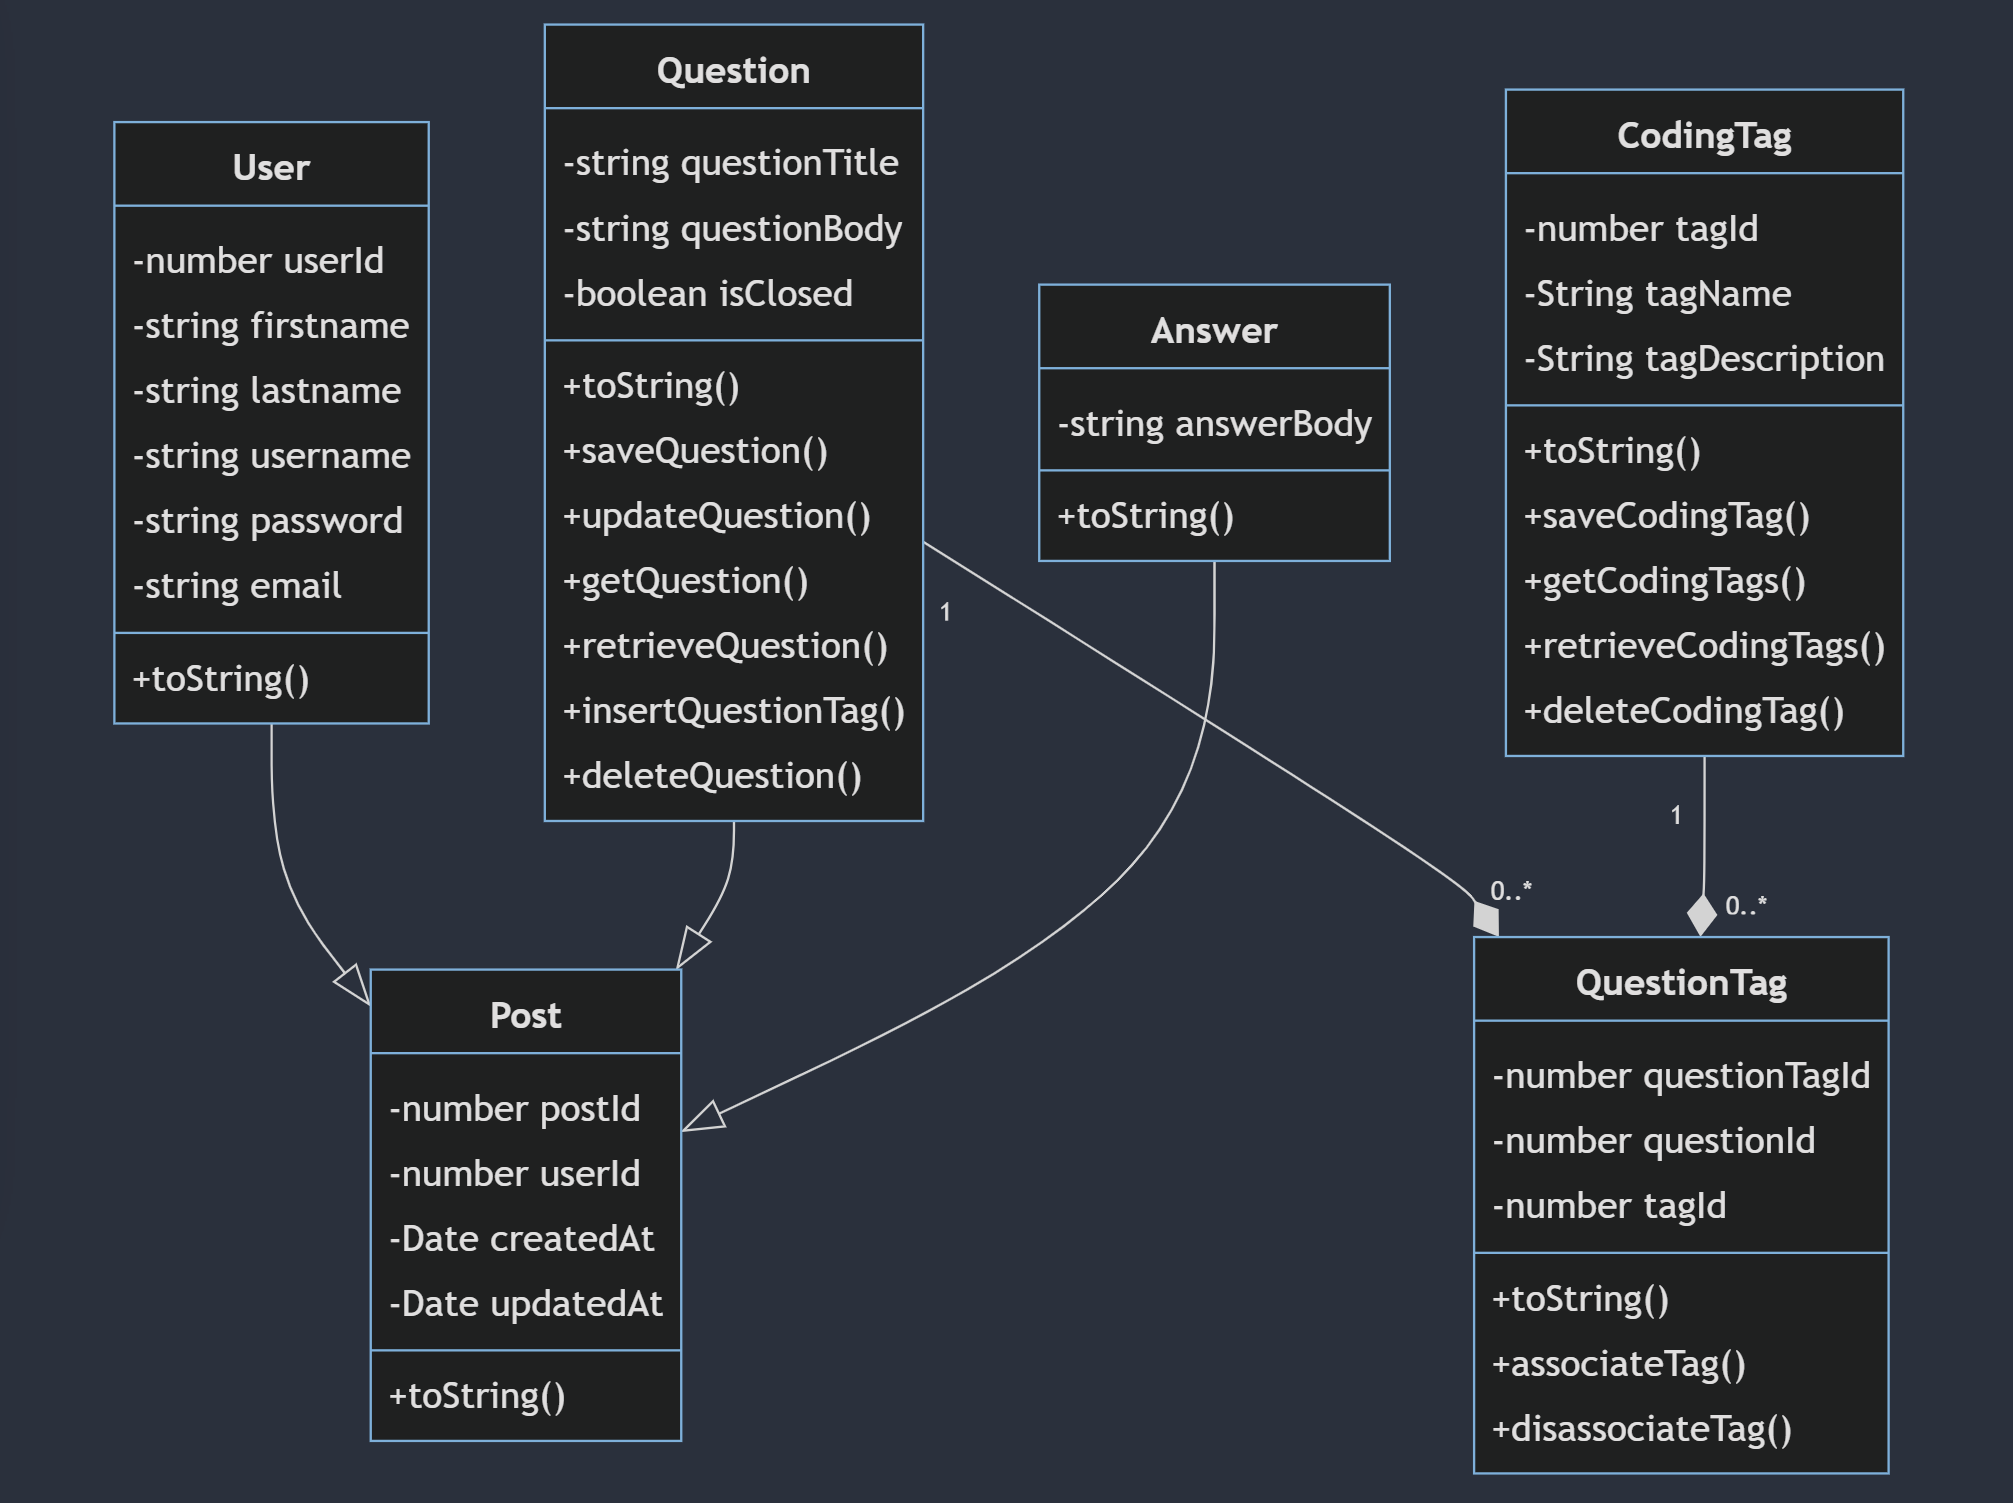 User
-number userId
-string firstname
-string lastname
-string username
-string password
-string email
+toString()
Question
-string questionTitle
-string questionBody
-boolean isClosed
+toString()
+saveQuestion()
+updateQuestion()
+getQuestion()
+retrieveQuestion()
+insertQuestionTag()
+deleteQuestion()
Answer
-string answerBody
+toString()
CodingTag
-number tagId
-String tagName
-String tagDescription
+toString()
+saveCodingTag()
+getCodingTags()
+retrieveCodingTags()
+deleteCodingTag()
1
1
0..*
0..*
Post
-number postId
-number userId
-Date createdAt
-Date updatedAt
+toString()
QuestionTag
-number questionTagId
-number questionId
-number tagId
+toString()
+associateTag()
+disassociateTag()